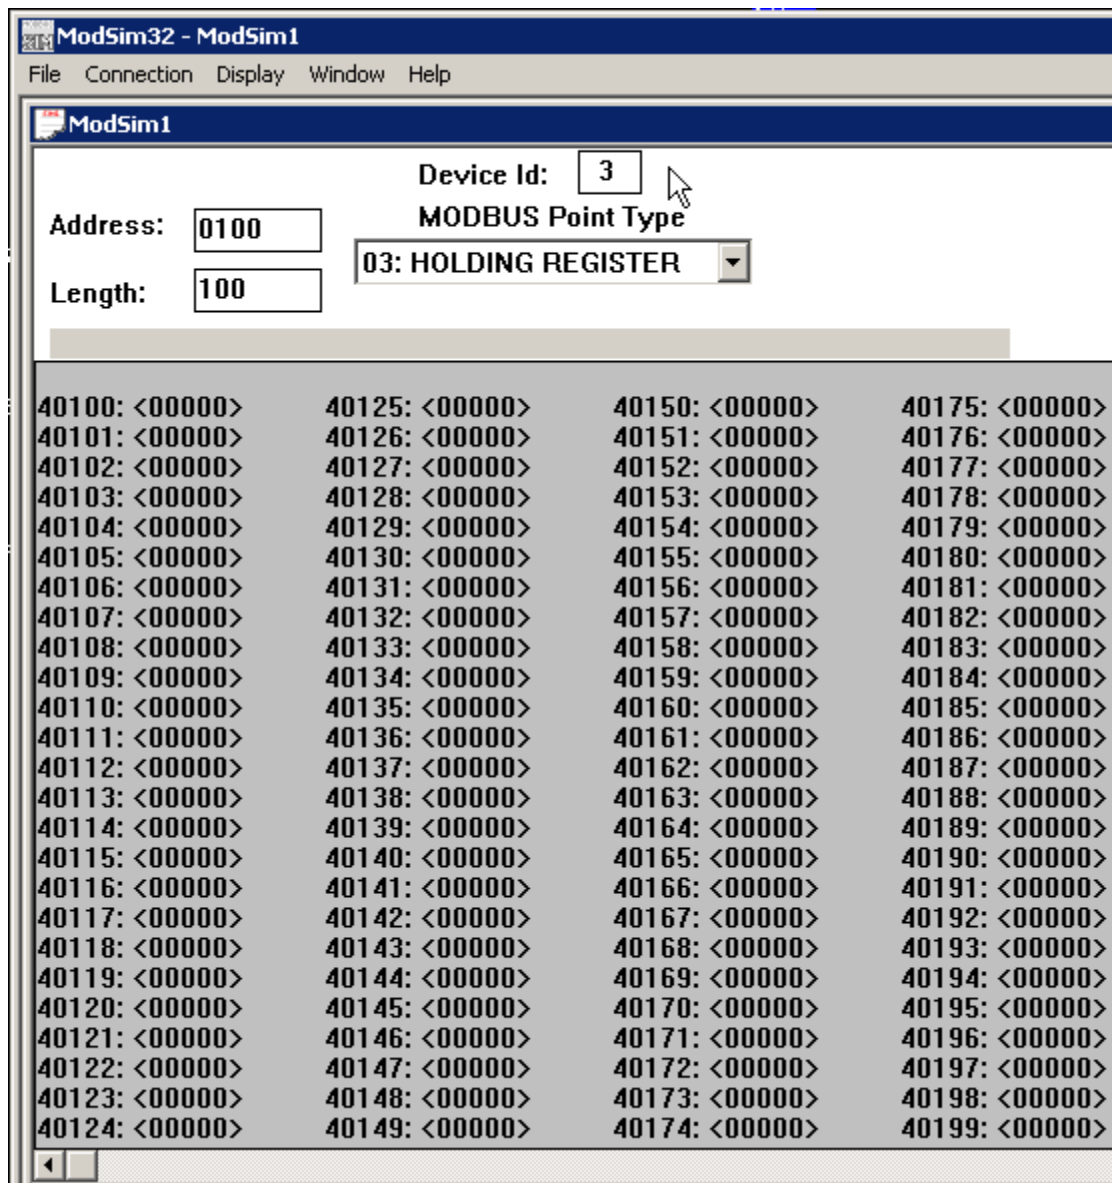 ModSim32 - ModSim1
File Connection Display Window Help
ModSim1
Device Id: 3
Address: 0100
MODBUS Point Type
03: HOLDING REGISTER
Length: 100
40100: <00000> 40125: <00000> 40150: <00000> 40175: <00000>
40101: <00000> 40126: <00000> 40151: <00000> 40176: <00000>
40102: <00000> 40127: <00000> 40152: <00000> 40177: <00000>
40103: <00000> 40128: <00000> 40153: <00000> 40178: <00000>
40104: <00000> 40129: <00000> 40154: <00000> 40179: <00000>
40105: <00000> 40130: <00000> 40155: <00000> 40180: <00000>
40106: <00000> 40131: <00000> 40156: <00000> 40181: <00000>
40107: <00000> 40132: <00000> 40157: <00000> 40182: <00000>
40108: <00000> 40133: <00000> 40158: <00000> 40183: <00000>
40109: <00000> 40134: <00000> 40159: <00000> 40184: <00000>
40110: <00000> 40135: <00000> 40160: <00000> 40185: <00000>
40111: <00000> 40136: <00000> 40161: <00000> 40186: <00000>
40112: <00000> 40137: <00000> 40162: <00000> 40187: <00000>
40113: <00000> 40138: <00000> 40163: <00000> 40188: <00000>
40114: <00000> 40139: <00000> 40164: <00000> 40189: <00000>
40115: <00000> 40140: <00000> 40165: <00000> 40190: <00000>
40116: <00000> 40141: <00000> 40166: <00000> 40191: <00000>
40117: <00000> 40142: <00000> 40167: <00000> 40192: <00000>
40118: <00000> 40143: <00000> 40168: <00000> 40193: <00000>
40119: <00000> 40144: <00000> 40169: <00000> 40194: <00000>
40120: <00000> 40145: <00000> 40170: <00000> 40195: <00000>
40121: <00000> 40146: <00000> 40171: <00000> 40196: <00000>
40122: <00000> 40147: <00000> 40172: <00000> 40197: <00000>
40123: <00000> 40148: <00000> 40173: <00000> 40198: <00000>
40124: <00000> 40149: <00000> 40174: <00000> 40199: <00000>